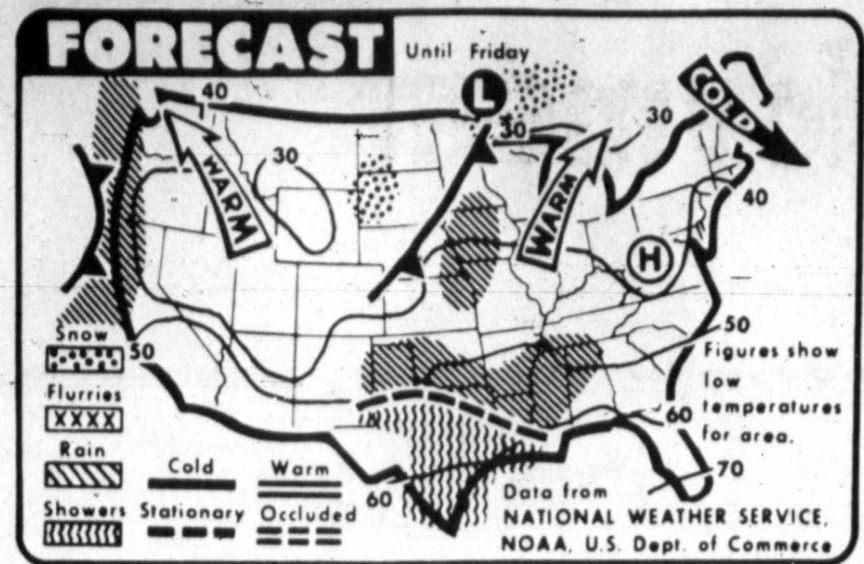 FORECAST
Until Friday
L
COLD
40
30
30
30
WARM
WARM
40
H
50
Figures show
low
temperatures
for area.
50
60
70
60
Snow
Flurries
XXXX
Rain
Showers
Cold
Warm
Stationary
Occluded
Data from
NATIONAL WEATHER SERVICE,
NOAA, U.S. Dept. of Commerce